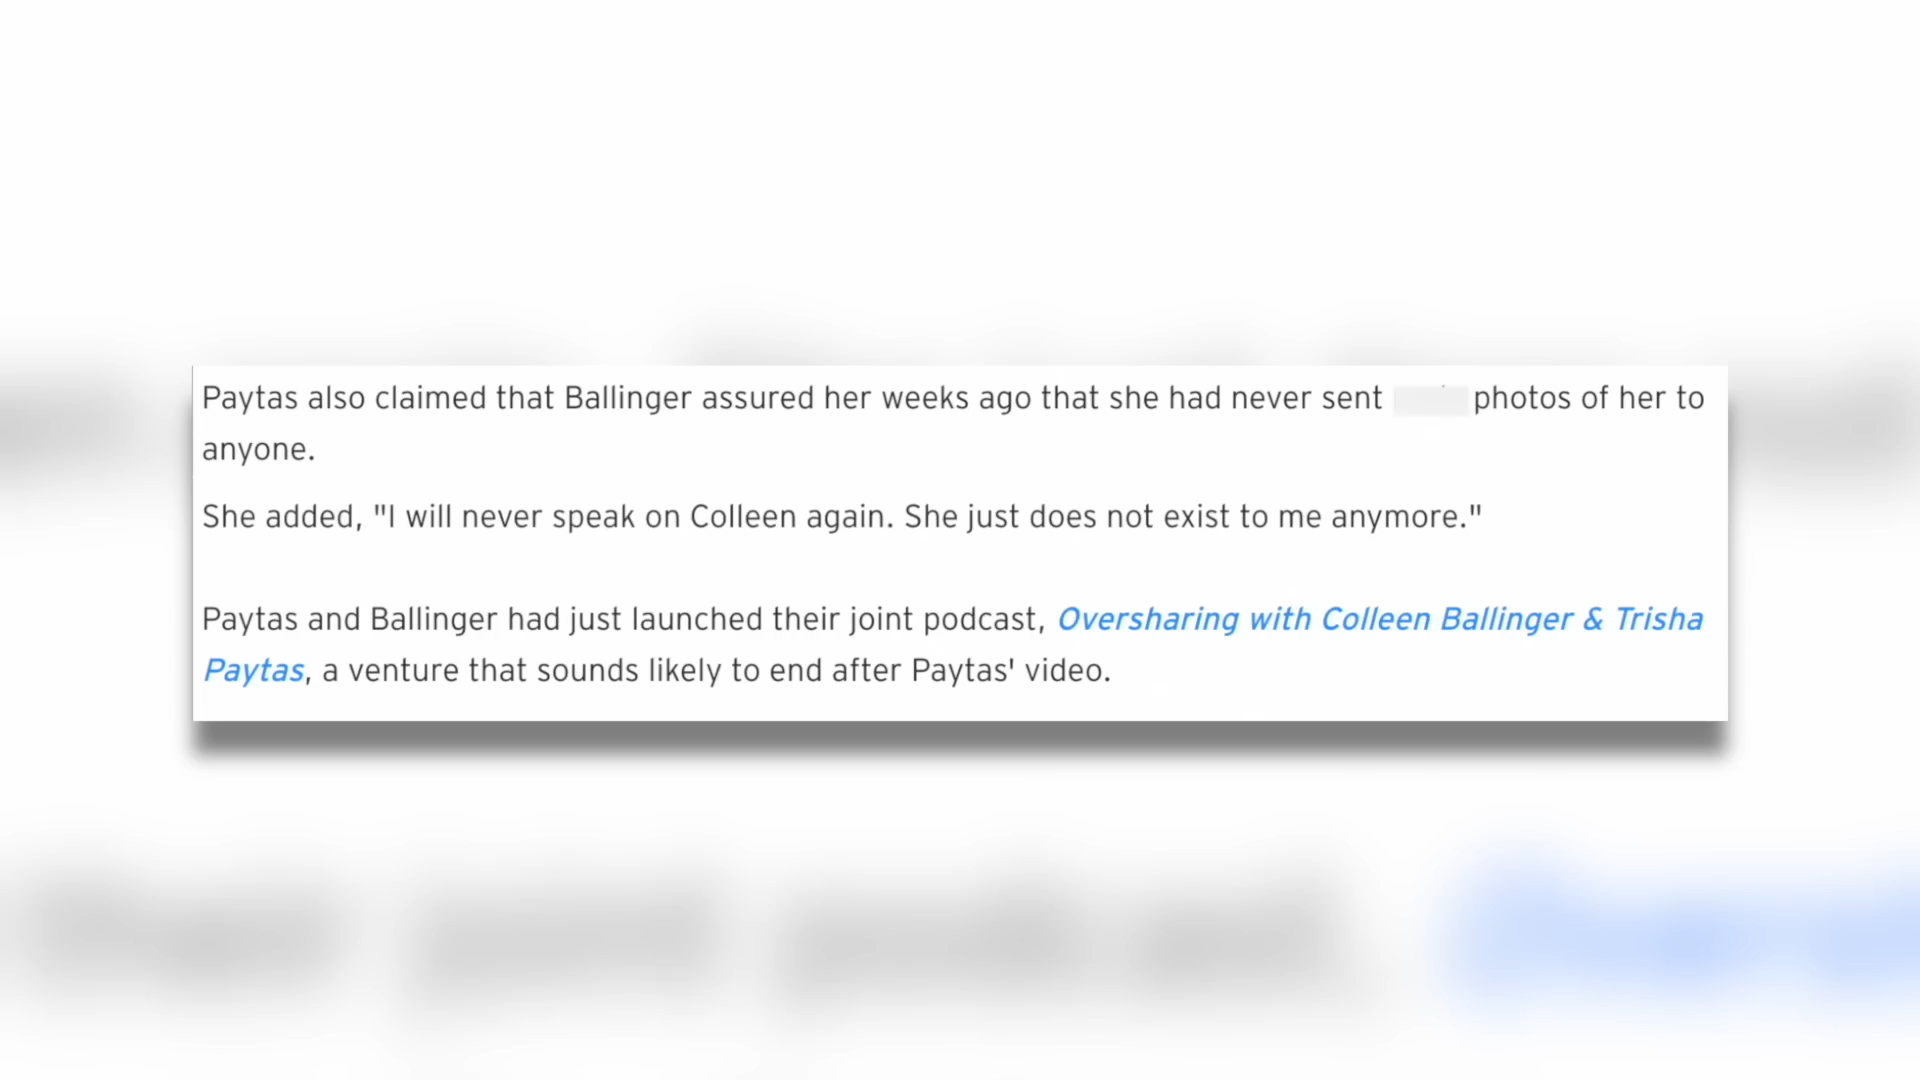 Paytas also claimed that Ballinger assured her weeks ago that she had never sent photos of her to
anyone.
She added, "I will never speak on Colleen again. She just does not exist to me anymore."
Paytas and Ballinger had just launched their joint podcast, Oversharing with Colleen Ballinger & Trisha
Paytas, a venture that sounds likely to end after Paytas' video.